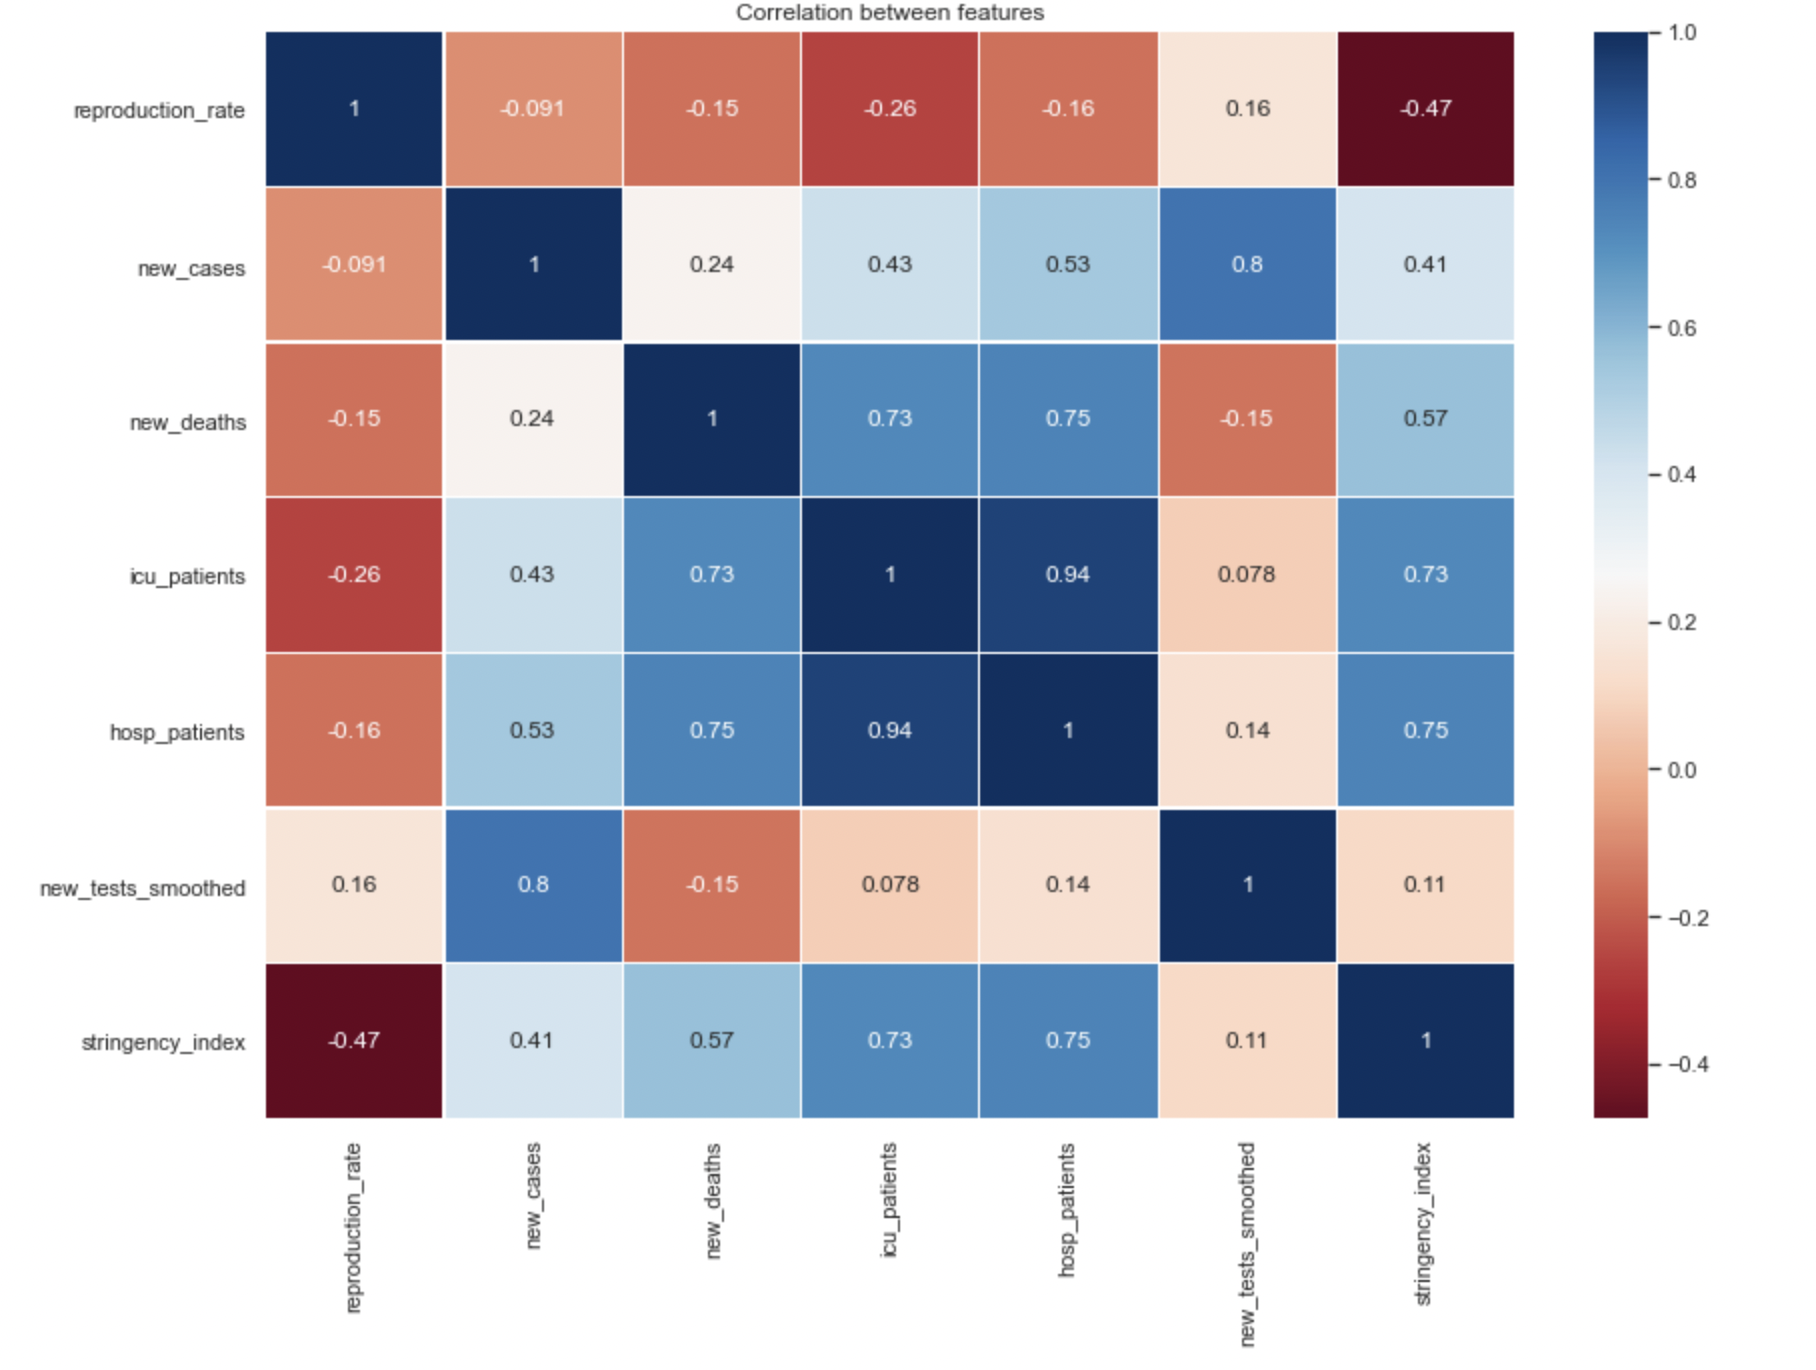 Correlation between features
reproduction_rate 1 -0.091 -0.15 -0.26 -0.16 0.16 -0.47
new_cases -0.091 1 0.24 0.43 0.53 0.8 0.41
new_deaths -0.15 0.24 1 0.73 0.75 -0.15 0.57
icu_patients -0.26 0.43 0.73 1 0.94 0.078 0.73
hosp_patients -0.16 0.53 0.75 0.94 1 0.14 0.75
new_tests_smoothed 0.16 0.8 -0.15 0.078 0.14 1 0.11
stringency_index -0.47 0.41 0.57 0.73 0.75 0.11 1
reproduction_rate
new_cases
new_deaths
icu_patients
hosp_patients
new_tests_smoothed
stringency_index
1.0
0.8
0.6
0.4
0.2
0.0
−0.2
−0.4